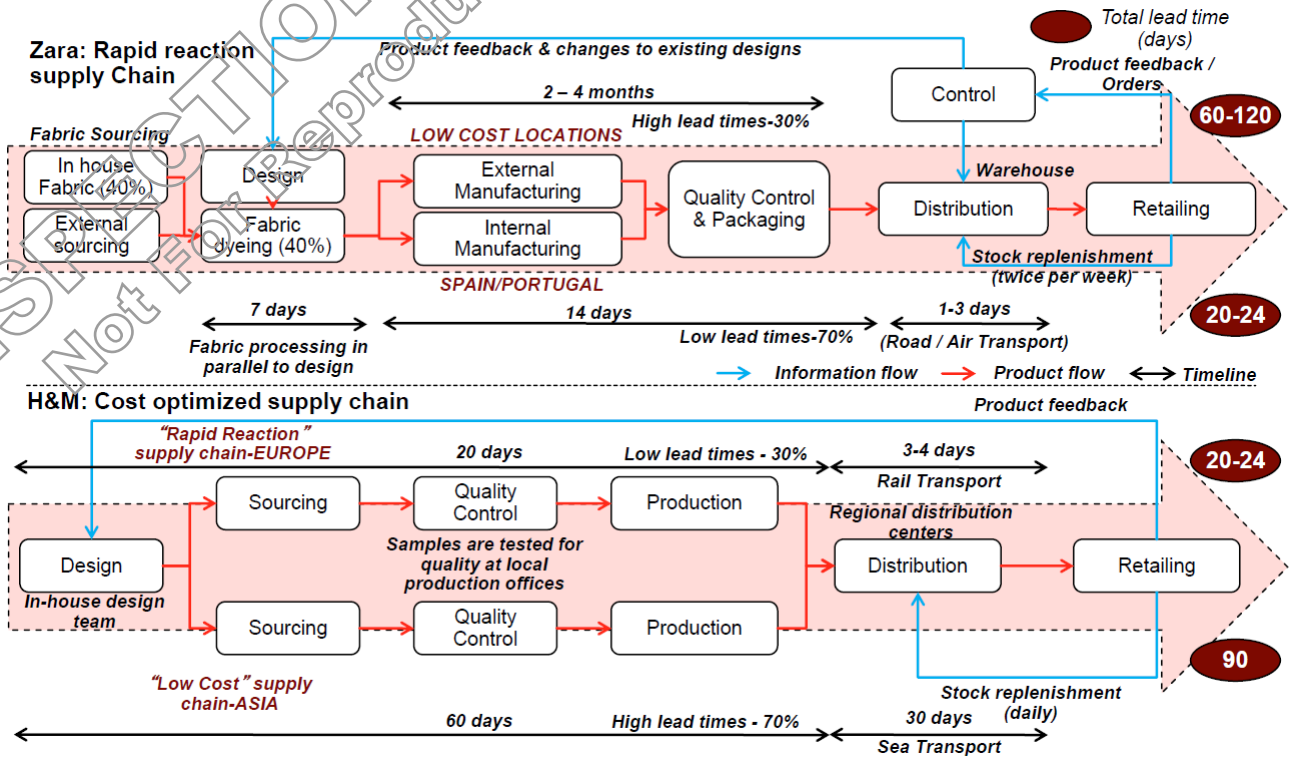 Zara: Rapid reaction
supply Chain
Total lead time
(days)
Product feedback & changes to existing designs
Product feedback /
Orders
Control
2 – 4 months
High lead times-30%
60-120
Fabric Sourcing
LOW COST LOCATIONS
In house
Fabric (40%)
Design
External
Manufacturing
Quality Control
& Packaging
Warehouse
Distribution
Retailing
External
sourcing
Fabric
dyeing (40%)
Internal
Manufacturing
Stock replenishment
(twice per week)
SPAIN/PORTUGAL
20-24
7 days
14 days
1-3 days
Fabric processing in
parallel to design
Low lead times-70%
(Road / Air Transport)
Information flow
Product flow
Timeline
H&M: Cost optimized supply chain
Product feedback
“Rapid Reaction”
supply chain-EUROPE
20 days
Low lead times - 30%
3-4 days
Rail Transport
20-24
Sourcing
Quality
Control
Production
Regional distribution
centers
Design
Samples are tested for
quality at local
production offices
Distribution
Retailing
In-house design
team
Sourcing
Quality
Control
Production
90
“Low Cost” supply
chain-ASIA
Stock replenishment
(daily)
60 days
High lead times - 70%
30 days
Sea Transport
Not For Reprodu